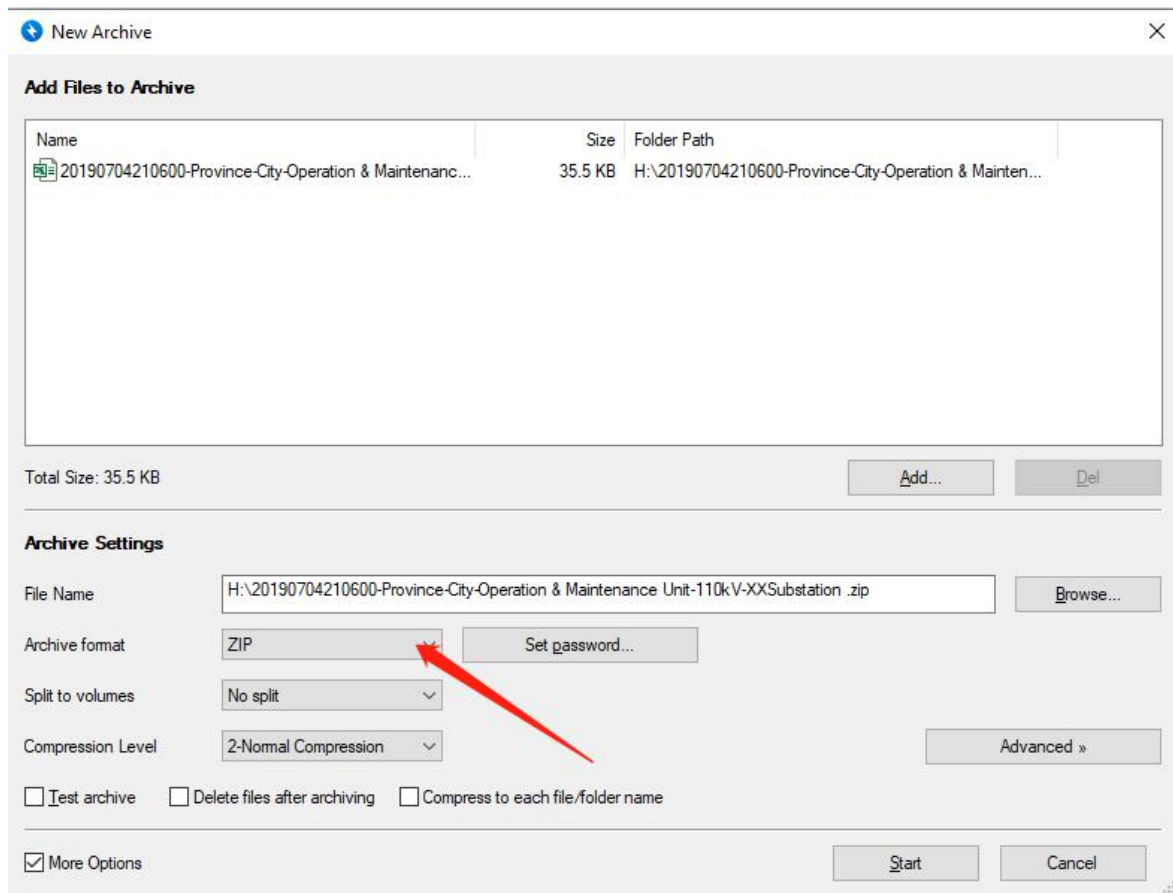 New Archive
Add Files to Archive
Name Size Folder Path
20190704210600-Province-City-Operation & Maintenanc... 35.5 KB H:\20190704210600-Province-City-Operation & Mainten...
Total Size: 35.5 KB Add... Del
Archive Settings
File Name H:\20190704210600-Province-City-Operation & Maintenance Unit-110kV-XXSubstation .zip Browse...
Archive format ZIP Set password...
Split to volumes No split
Compression Level 2-Normal Compression Advanced »
Test archive Delete files after archiving Compress to each file/folder name
More Options Start Cancel